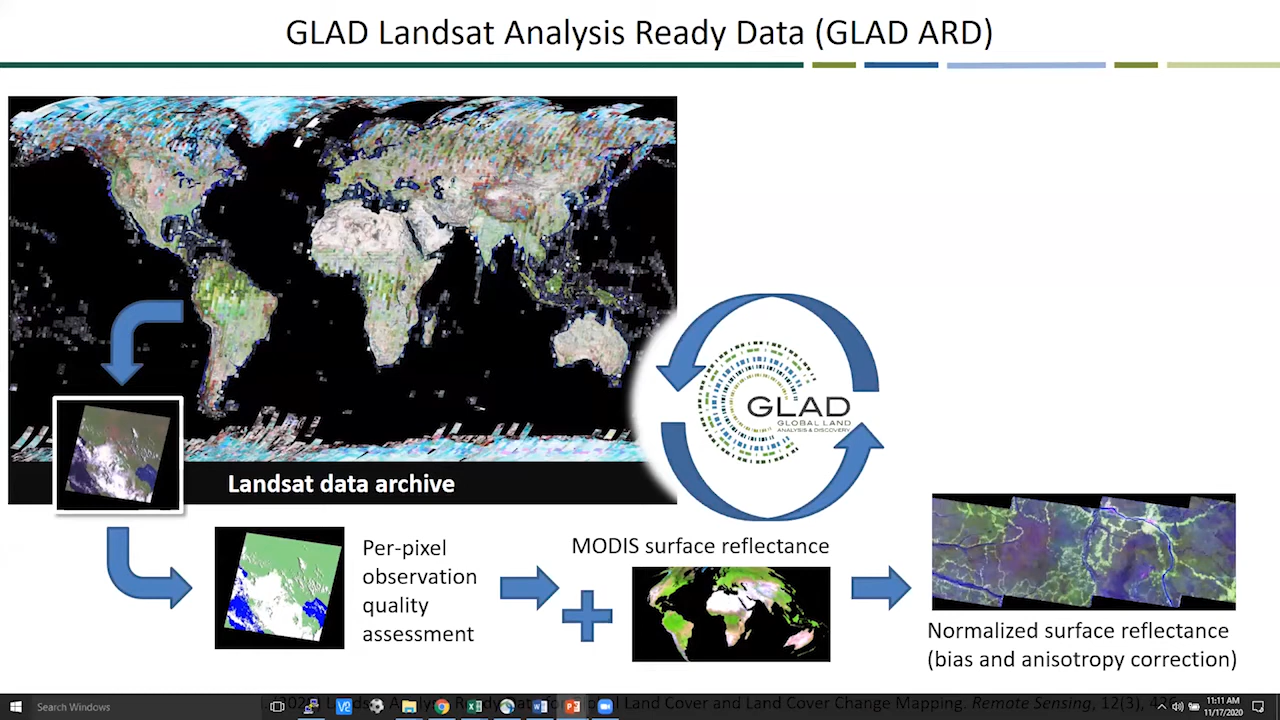 GLAD Landsat Analysis Ready Data (GLAD ARD)
GLAD
GLOBAL LAND
ANALYSIS & DISCOVERY
Landsat data archive
Per-pixel
observation
quality
assessment
MODIS surface reflectance
Normalized surface reflectance
(bias and anisotropy correction)
Land Cover and Land Cover Change Mapping. Remote Sensing, 12(3),
Search Windows
11:11 AM
11/17/2020